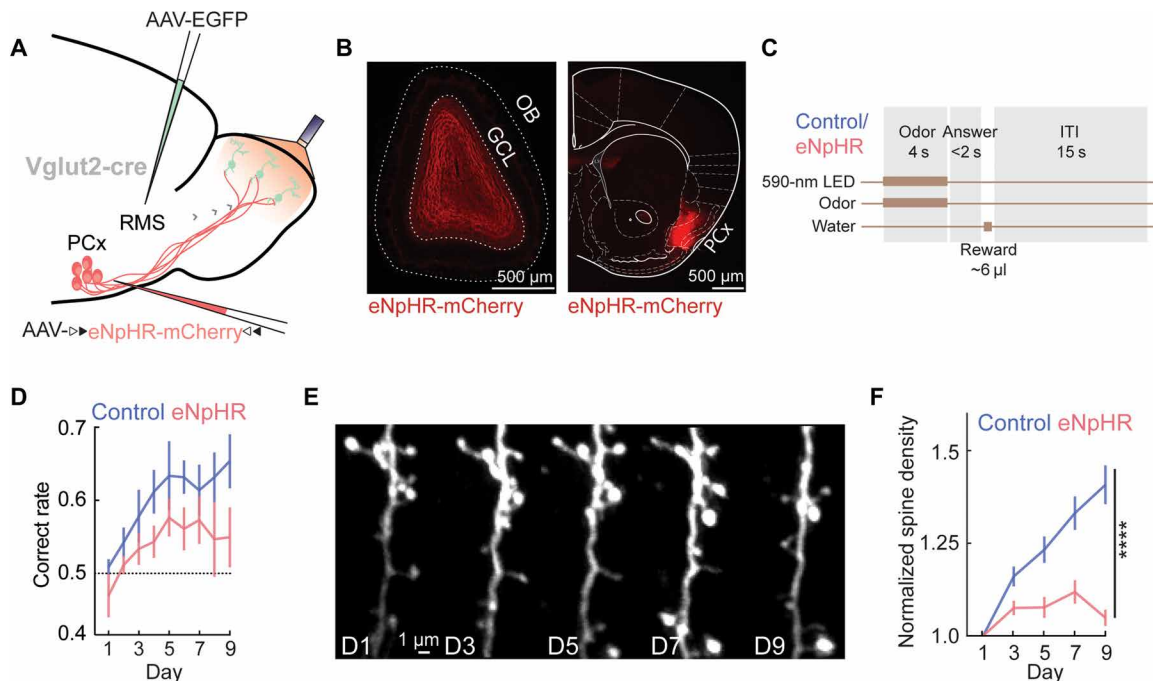 A
AAV-EGFP
Vglut2-cre
RMS
PCx
AAV-▷▶eNpHR-mCherry◁◀
B
OB
GCL
500 µm
eNpHR-mCherry
PCx
500 µm
eNpHR-mCherry
C
Control/
eNpHR
Odor
4 s
Answer
<2 s
ITI
15 s
590-nm LED
Odor
Water
Reward
~6 µl
D
Control eNpHR
Correct rate
0.7
0.6
0.5
0.4
1 3 5 7 9
Day
E
D1 1 µm D3 D5 D7 D9
F
Control eNpHR
Normalized spine density
1.5
1.25
1.0
****
1 3 5 7 9
Day